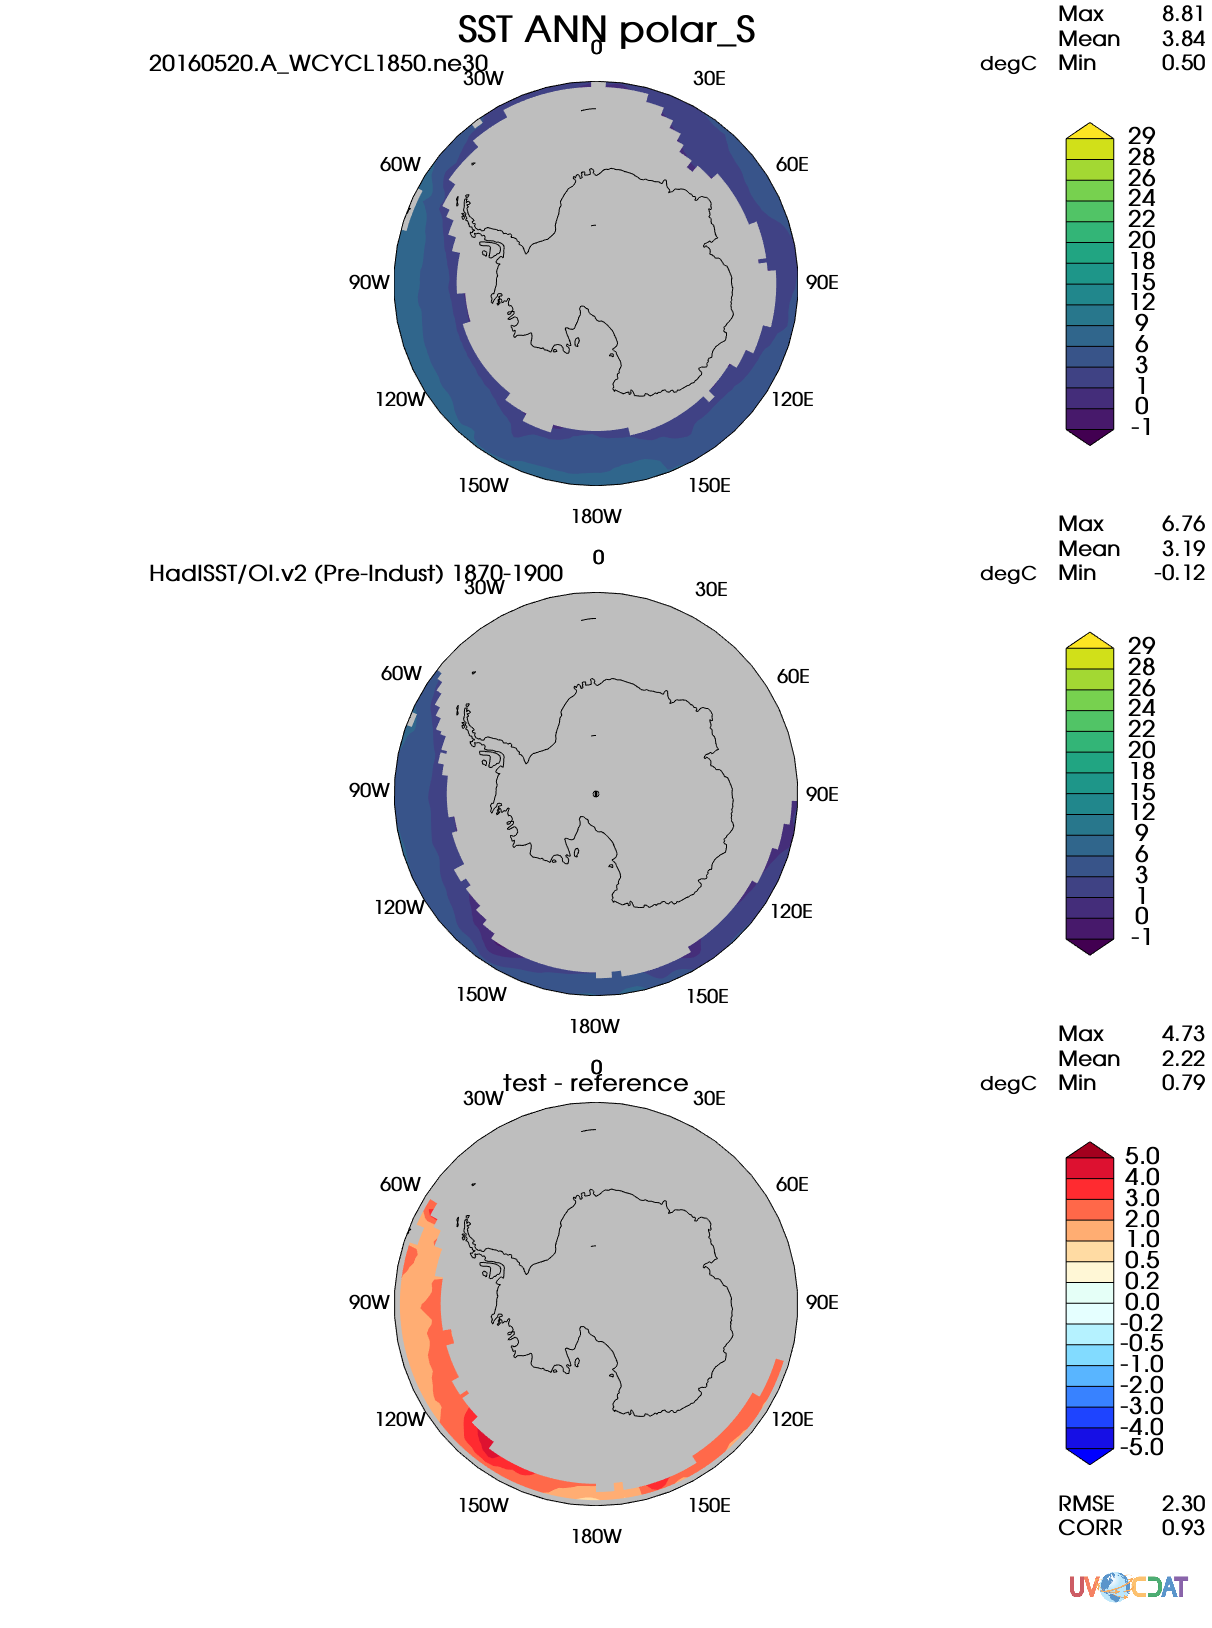 SST ANN polar_S
20160520.A_WCYCL1850.ne30
degC
Max 8.81
Mean 3.84
Min 0.50
0
30W
30E
60W
60E
90W
90E
120W
120E
150W
150E
180W
29
28
26
24
22
20
18
15
12
9
6
3
1
0
-1
HadISST/OI.v2 (Pre-Indust) 1870-1900
degC
Max 6.76
Mean 3.19
Min -0.12
0
30W
30E
60W
60E
90W
90E
120W
120E
150W
150E
180W
29
28
26
24
22
20
18
15
12
9
6
3
1
0
-1
test - reference
degC
Max 4.73
Mean 2.22
Min 0.79
0
30W
30E
60W
60E
90W
90E
120W
120E
150W
150E
180W
5.0
4.0
3.0
2.0
1.0
0.5
0.2
0.0
-0.2
-0.5
-1.0
-2.0
-3.0
-4.0
-5.0
RMSE 2.30
CORR 0.93
UV CDAT